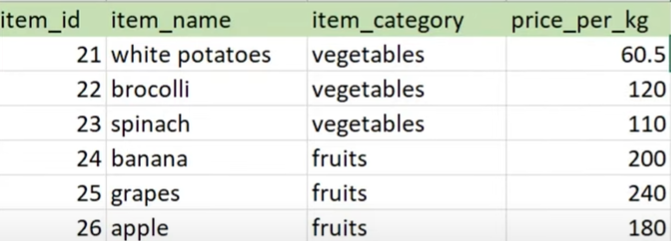 item_id item_name item_category price_per_kg
21 white potatoes vegetables 60.5
22 brocolli vegetables 120
23 spinach vegetables 110
24 banana fruits 200
25 grapes fruits 240
26 apple fruits 180